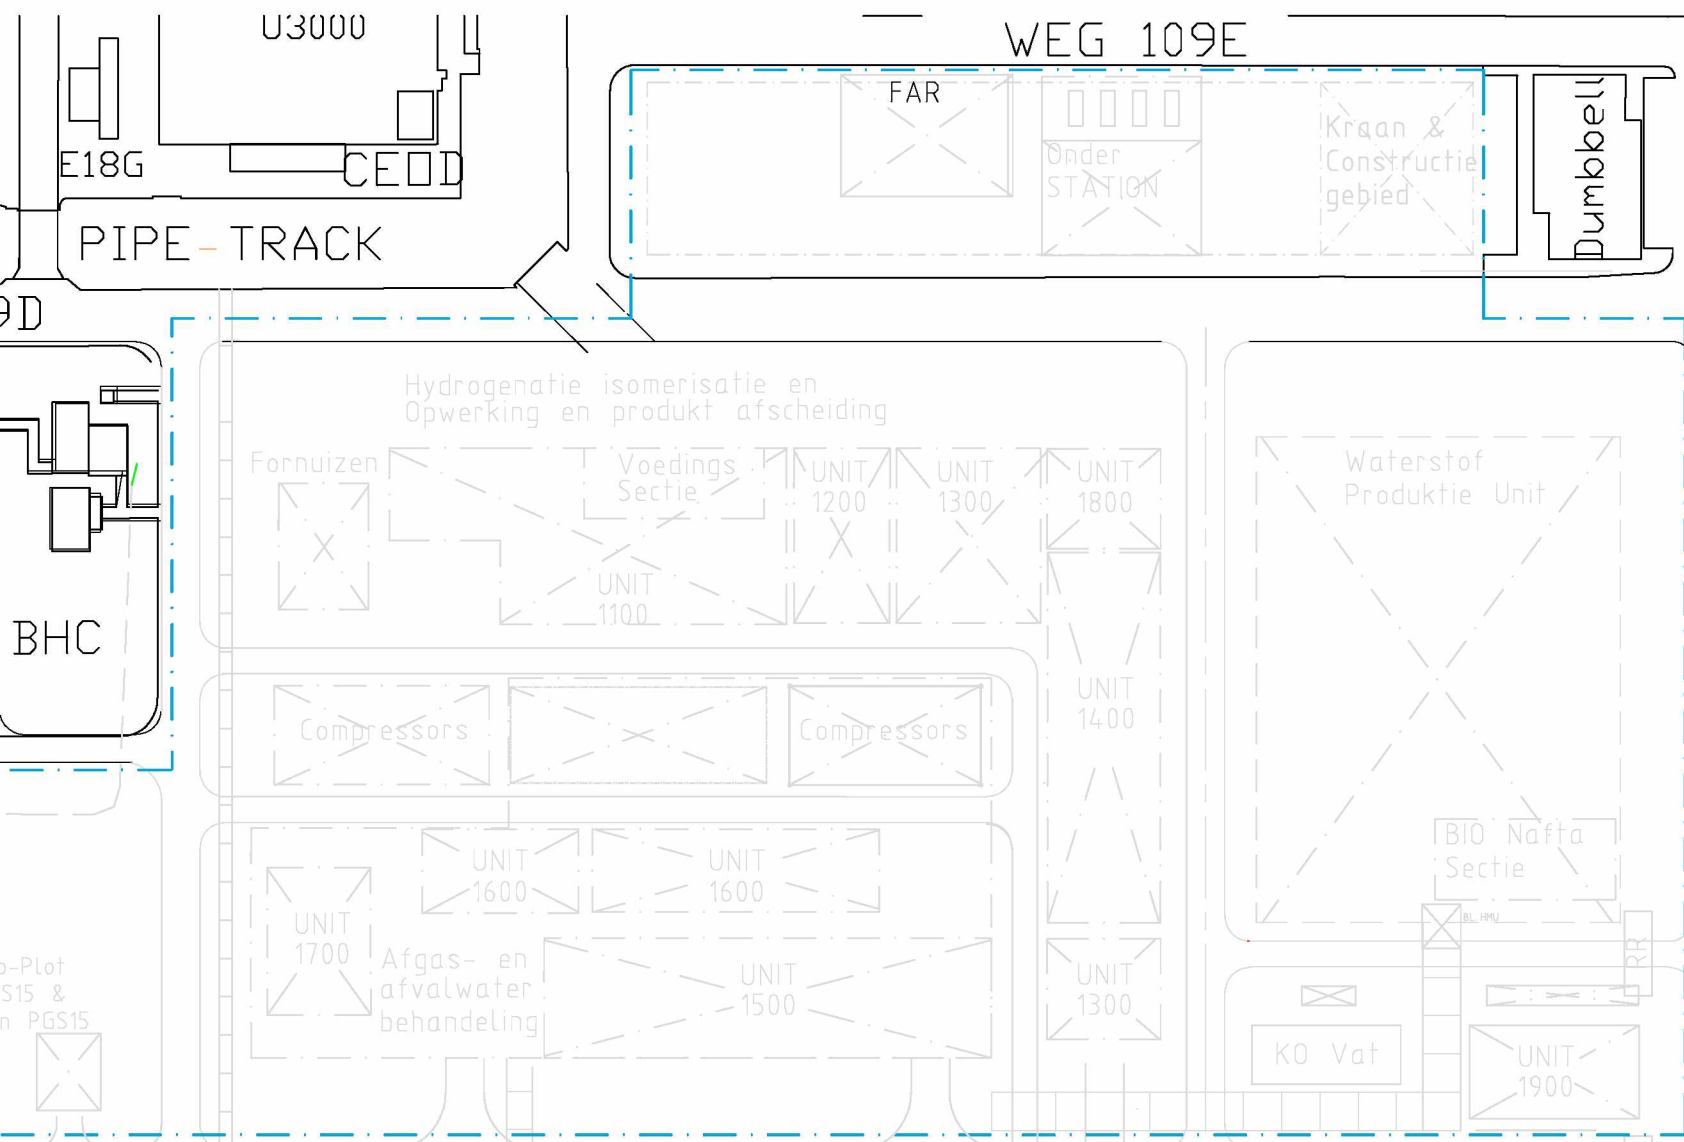 U3000
WEG 109E
FAR
Dumbbell
E18G
CEOD
Onder
STATION
Kraan &
Constructie
gebied
PIPE-TRACK
9D
Hydrogenatie isomerisatie en
Opwerking en produkt afscheiding
Fornuizen
Voedings
Sectie
UNIT
1200
UNIT
1300
UNIT
1800
Waterstof
Produktie Unit
UNIT
1100
BHC
UNIT
1400
Compressors
Compressors
UNIT
1600
UNIT
1600
BIO Nafta
Sectie
UNIT
1700
BL HMU
RR
Afgas- en
afvalwater
behandeling
UNIT
1500
UNIT
1300
o-Plot
S15 &
n PGS15
KO Vat
UNIT
1900